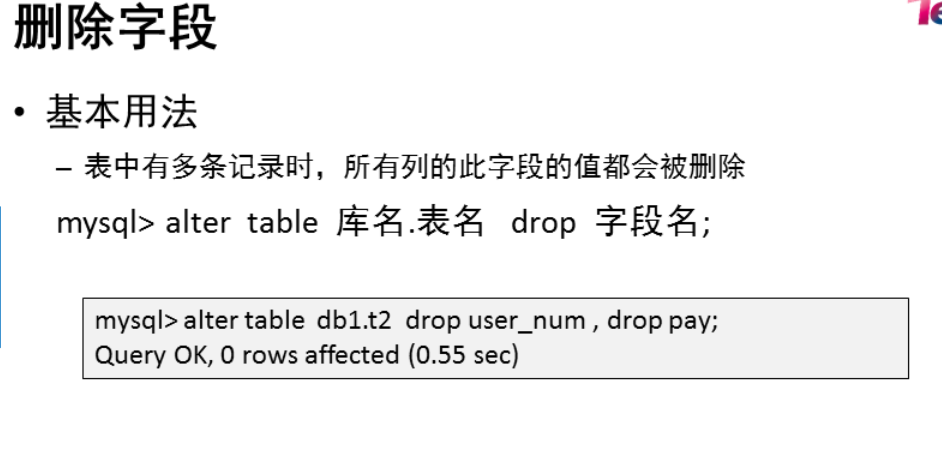 删除字段
• 基本用法
– 表中有多条记录时，所有列的此字段的值都会被删除
mysql> alter table 库名.表名 drop 字段名;
mysql> alter table db1.t2 drop user_num , drop pay;
Query OK, 0 rows affected (0.55 sec)